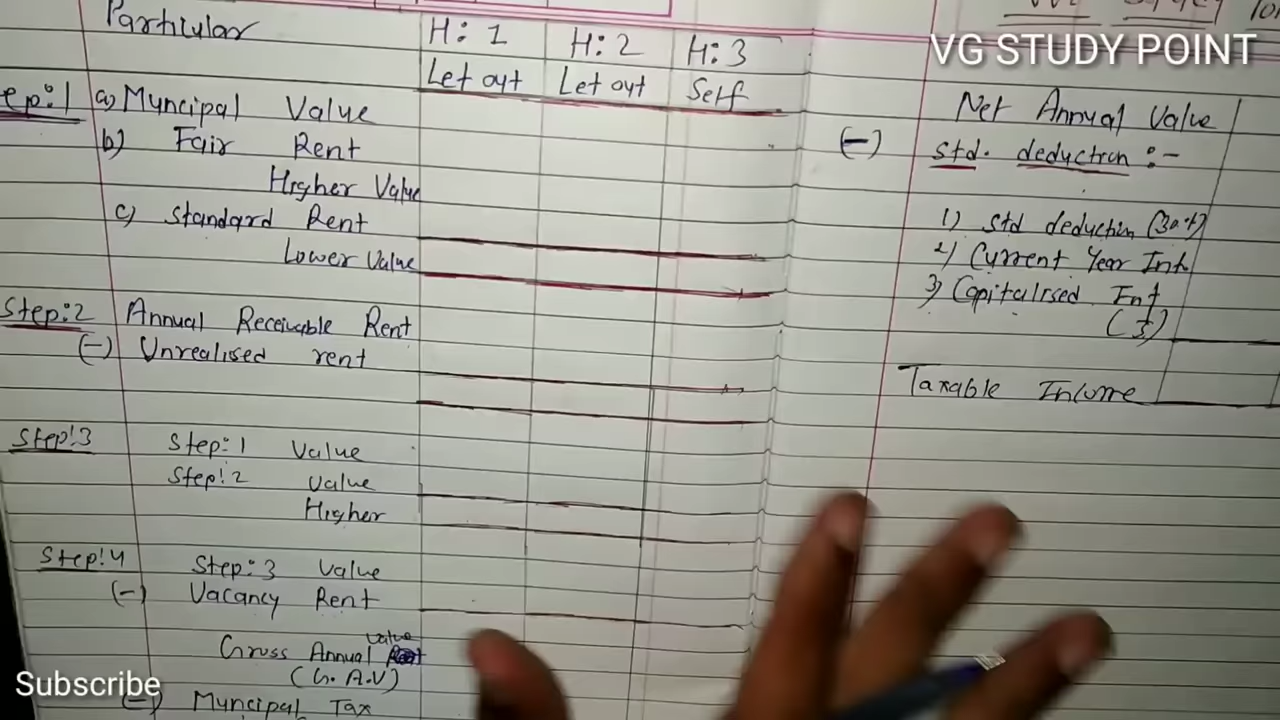 VG STUDY POINT
Particular
H: 1
H: 2
H: 3
Let out
Let out
Self
ep:1 a) Muncipal Value
b) Fair Rent
Higher Value
c) Standard Rent
Lower Value
Step:2 Annual Receivable Rent
(-) Unrealised rent
Step:3 Step:1 Value
Step:2 Value
Higher
Step:4 Step:3 Value
(-) Vacancy Rent
Gross Annual Value
(G.A.V)
(-) Muncipal Tax
Net Annual Value
(-) Std. deduction :-
1) Std deduction (30%)
2) Current Year Int.
3) Capitalised Int
Taxable Income
Subscribe